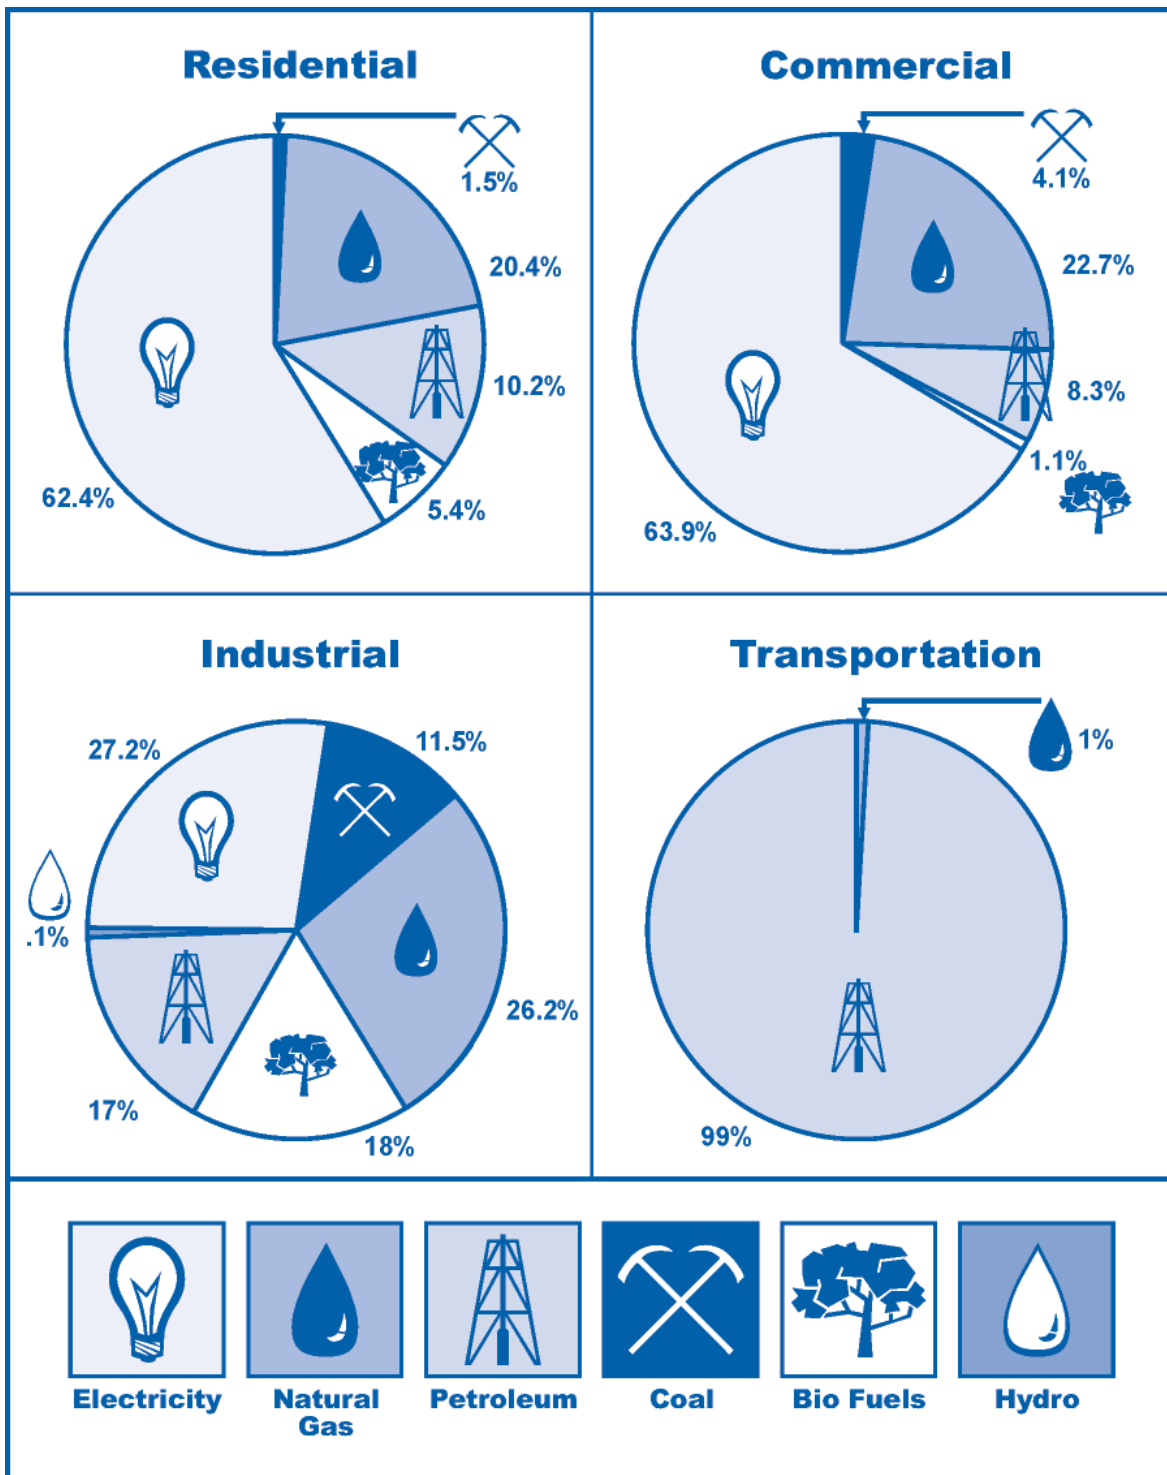 Residential
1.5%
20.4%
10.2%
5.4%
62.4%
Commercial
4.1%
22.7%
8.3%
1.1%
63.9%
Industrial
27.2%
11.5%
.1%
26.2%
17%
18%
Transportation
1%
99%
Electricity
Natural
Gas
Petroleum
Coal
Bio Fuels
Hydro